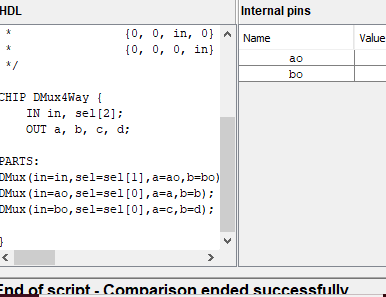 HDL
Internal pins
* {0, 0, in, 0}
* {0, 0, 0, in}
*/
CHIP DMux4Way {
IN in, sel[2];
OUT a, b, c, d;
PARTS:
DMux(in=in,sel=sel[1],a=ao,b=bo)
DMux(in=ao,sel=sel[0],a=a,b=b);
DMux(in=bo,sel=sel[0],a=c,b=d);
}
Name Value
ao
bo
End of script - Comparison ended successfully